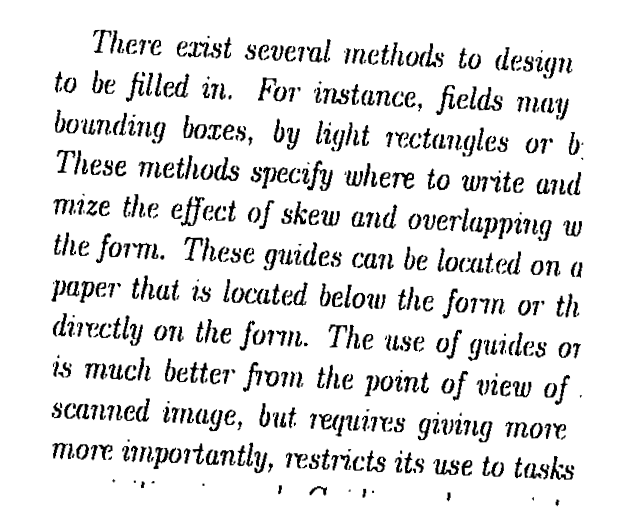 There exist several methods to design
to be filled in. For instance, fields may
bounding boxes, by light rectangles or
These methods specify where to write and
mize the effect of skew and overlapping
the form. These guides can be located on a
paper that is located below the form or
directly on the form. The use of guides
is much better from the point of view of
scanned image, but requires giving more
more importantly, restricts its use to tasks